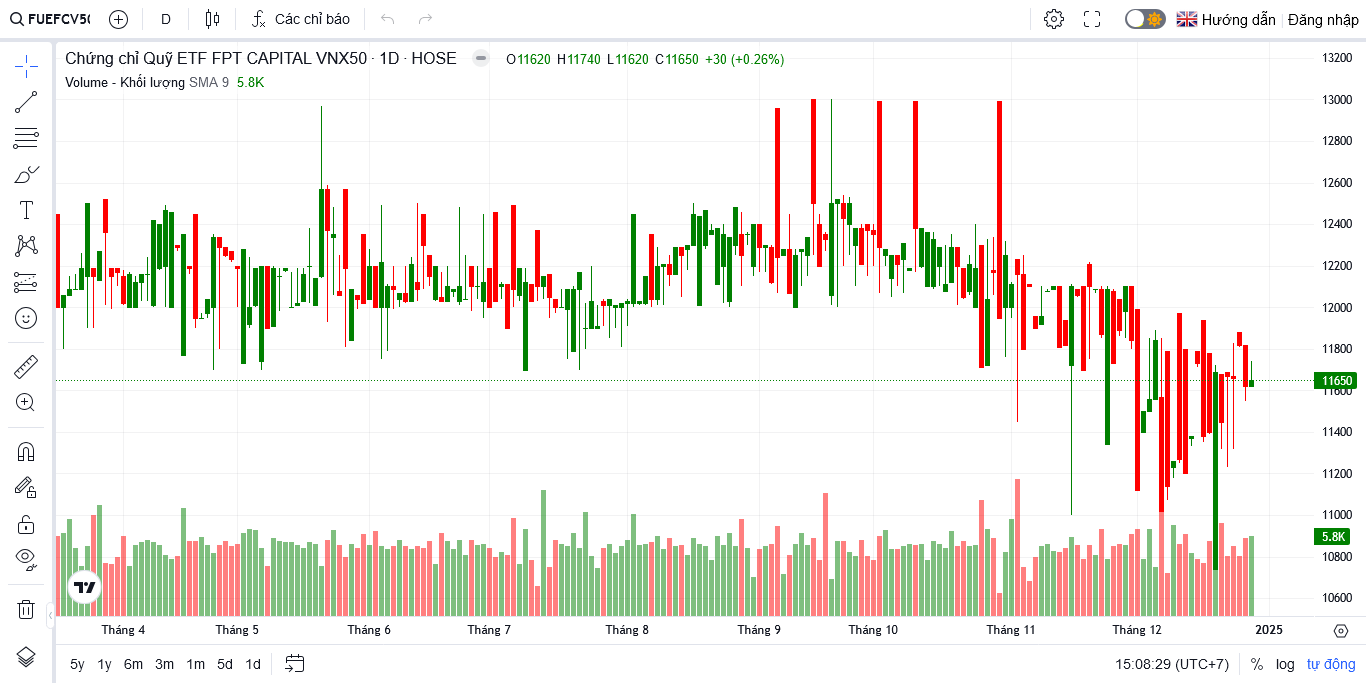 FUEFCV50 D Các chỉ báo Hướng dẫn Đăng nhập
Chứng chỉ Quỹ ETF FPT CAPITAL VNX50 · 1D · HOSE O11620 H11740 L11620 C11650 +30 (+0.26%)
Volume - Khối lượng SMA 9 5.8K
13200
13000
12800
12600
12400
12200
12000
11800
11650
11600
11400
11200
11000
5.8K
10800
10600
Tháng 4 Tháng 5 Tháng 6 Tháng 7 Tháng 8 Tháng 9 Tháng 10 Tháng 11 Tháng 12 2025
5y 1y 6m 3m 1m 5d 1d 15:08:29 (UTC+7) % log tự động